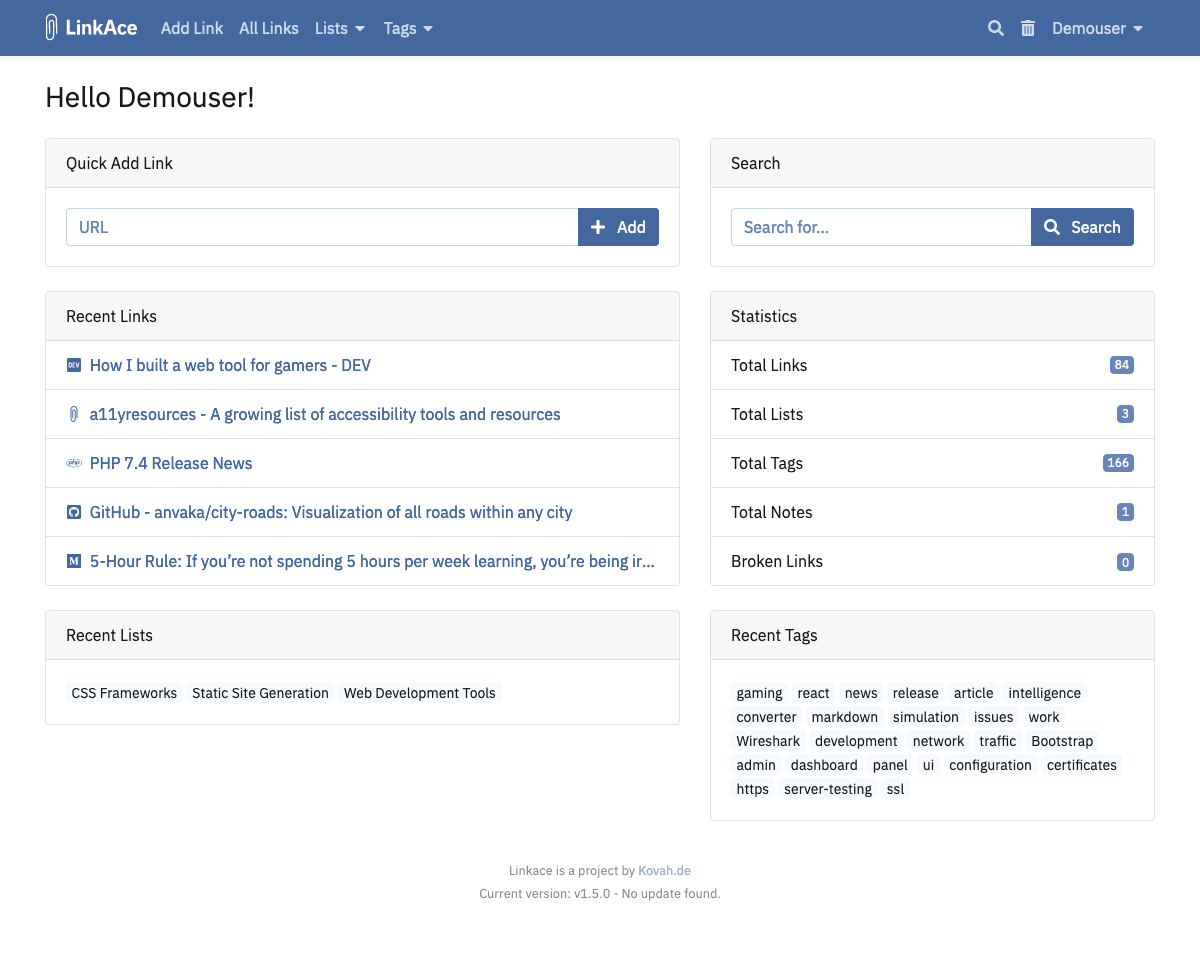 LinkAce Add Link All Links Lists Tags Demouser
Hello Demouser!
Quick Add Link
URL
Add
Search
Search for...
Search
Recent Links
DEV How I built a web tool for gamers - DEV
a11yresources - A growing list of accessibility tools and resources
php PHP 7.4 Release News
GitHub - anvaka/city-roads: Visualization of all roads within any city
M 5-Hour Rule: If you’re not spending 5 hours per week learning, you’re being ir...
Statistics
Total Links 84
Total Lists 3
Total Tags 166
Total Notes 1
Broken Links 0
Recent Lists
CSS Frameworks Static Site Generation Web Development Tools
Recent Tags
gaming react news release article intelligence
converter markdown simulation issues work
Wireshark development network traffic Bootstrap
admin dashboard panel ui configuration certificates
https server-testing ssl
Linkace is a project by Kovah.de
Current version: v1.5.0 - No update found.